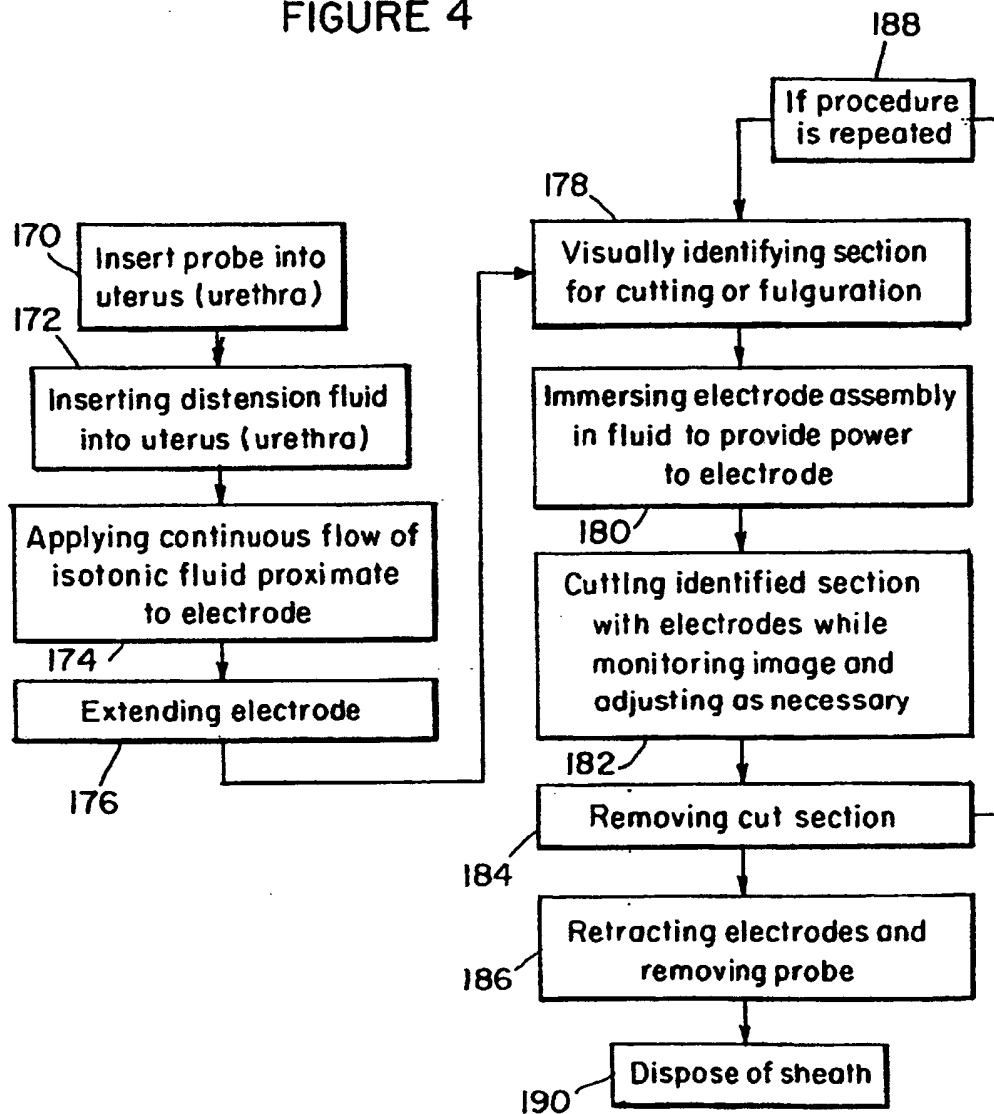 FIGURE 4
170
Insert probe into
uterus (urethra)
172
Inserting distension fluid
into uterus (urethra)
Applying continuous flow of
isotonic fluid proximate
to electrode
174
Extending electrode
176
188
If procedure
is repeated
178
Visually identifying section
for cutting or fulguration
Immersing electrode assembly
in fluid to provide power
to electrode
180
Cutting identified section
with electrodes while
monitoring image and
adjusting as necessary
182
Removing cut section
184
Retracting electrodes and
removing probe
186
Dispose of sheath
190